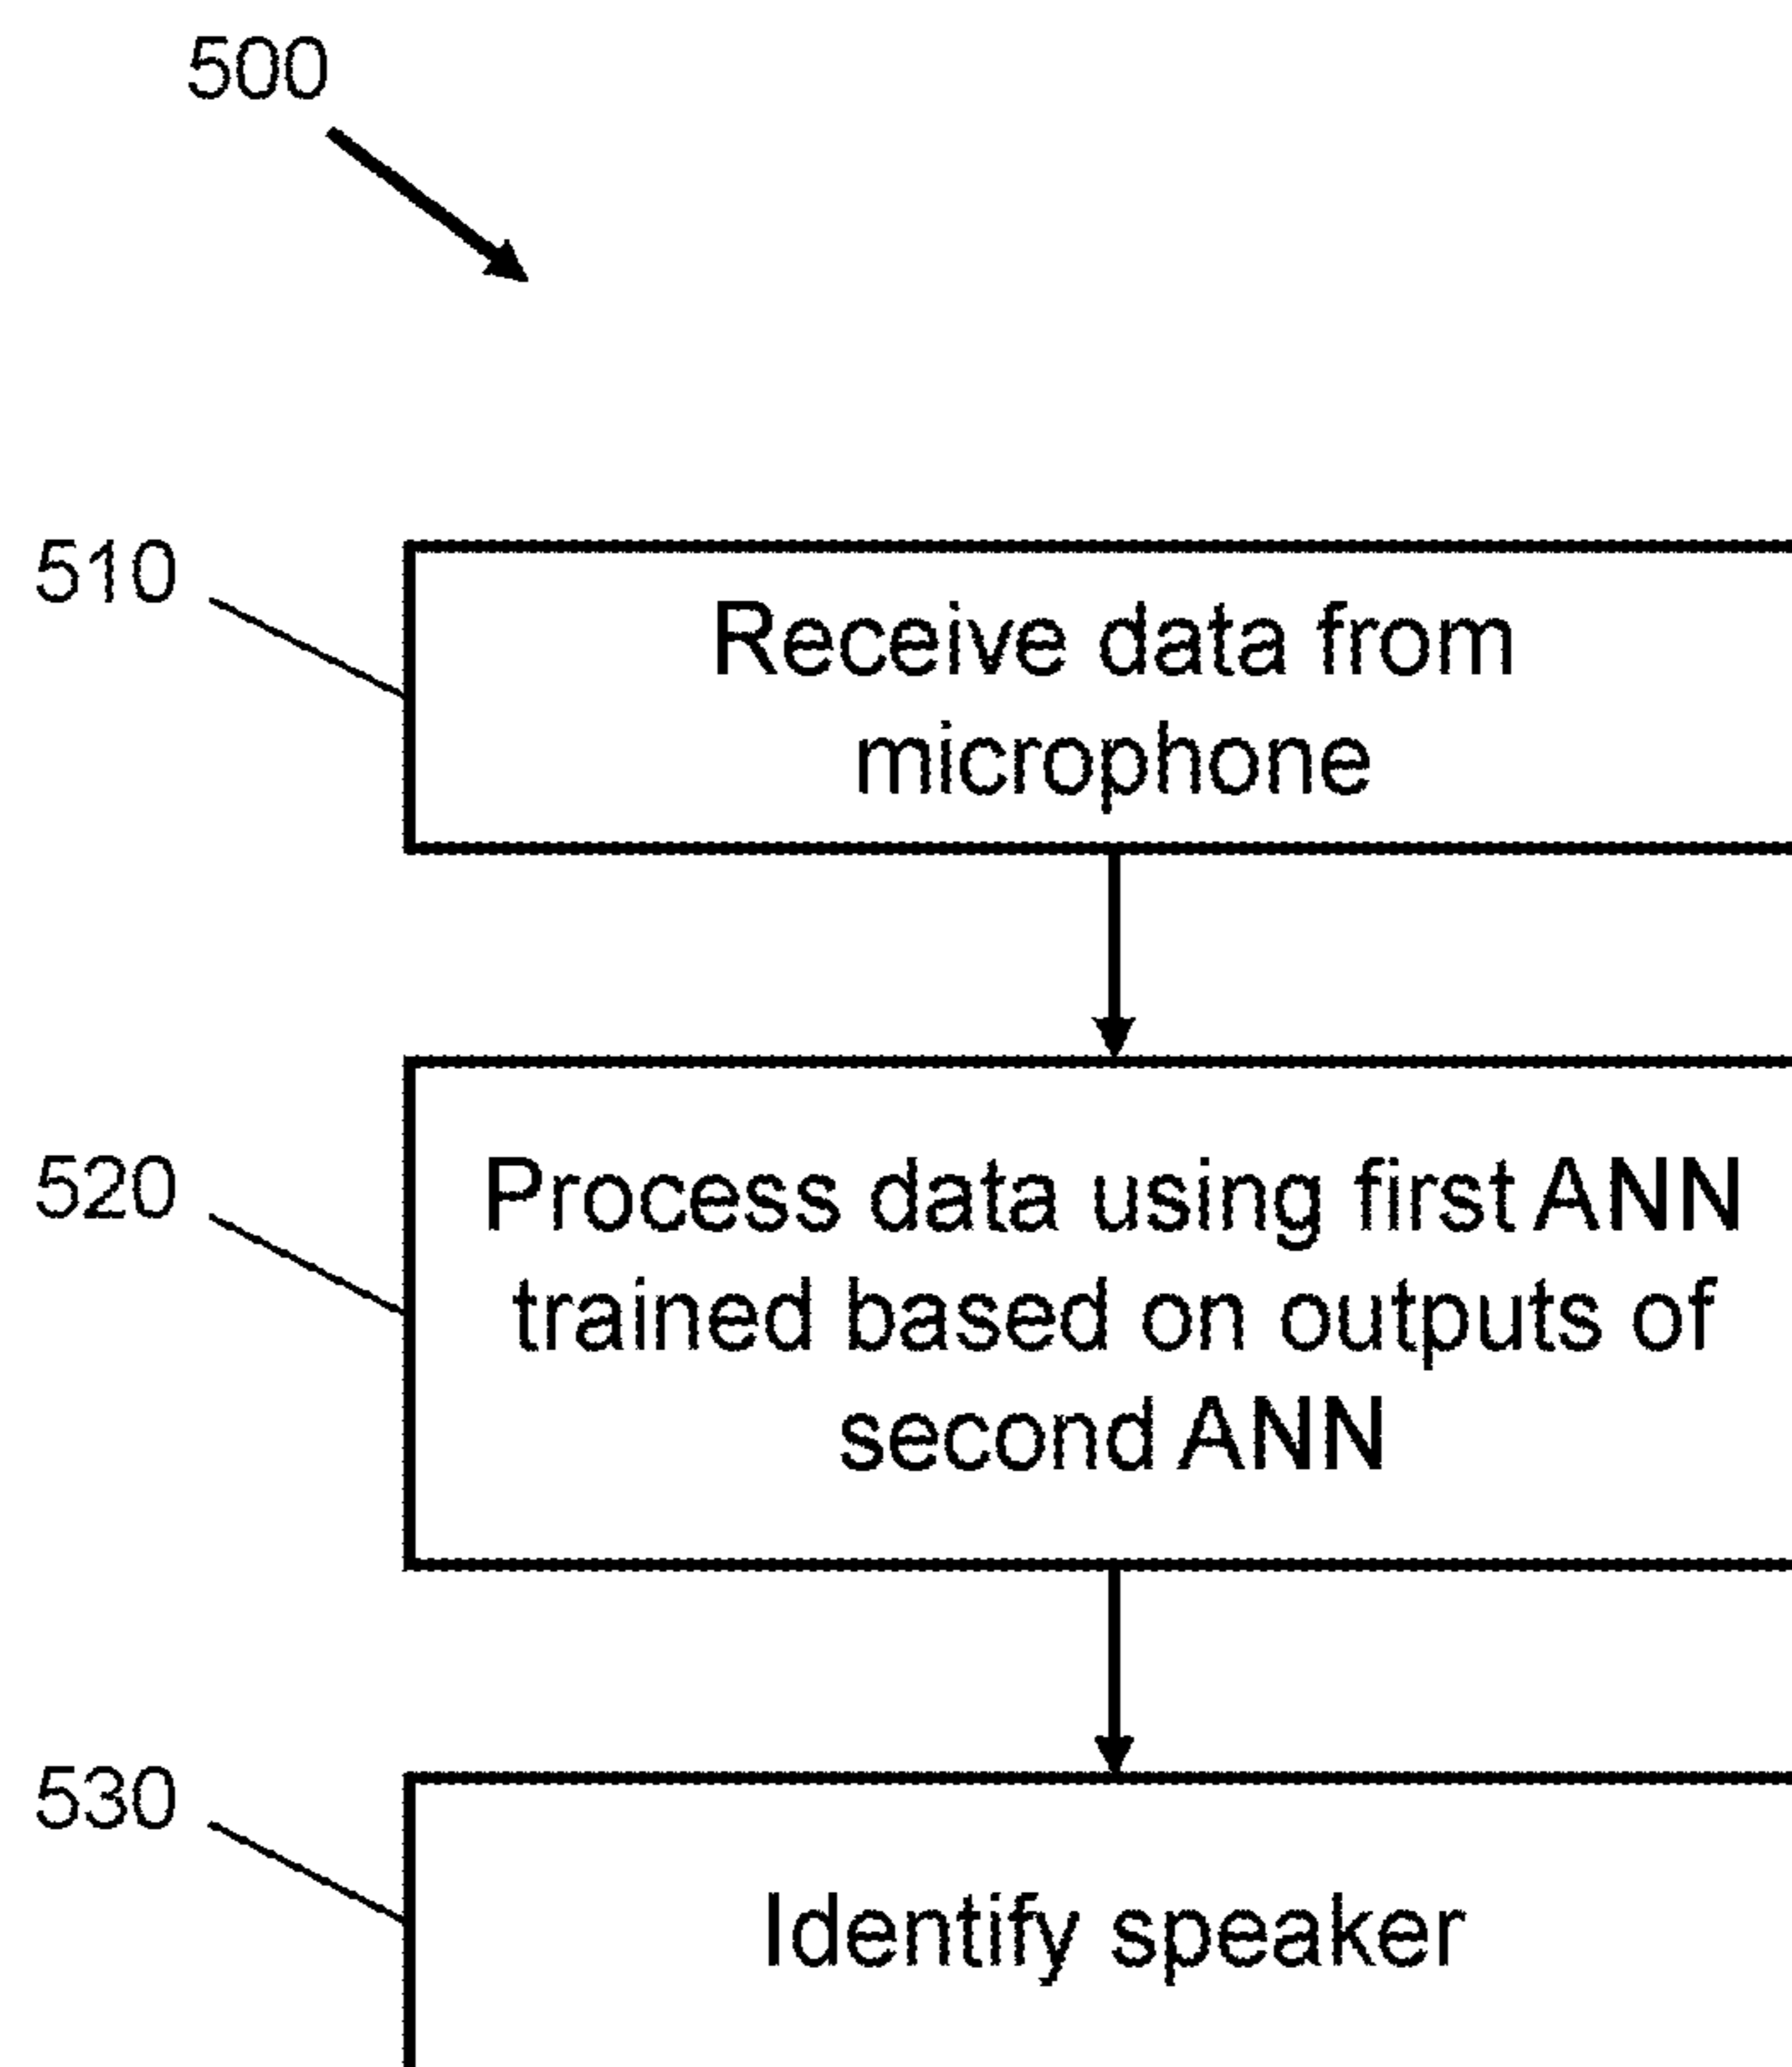 500
510
Receive data from
microphone
520
Process data using first ANN
trained based on outputs of
second ANN
530
Identify speaker